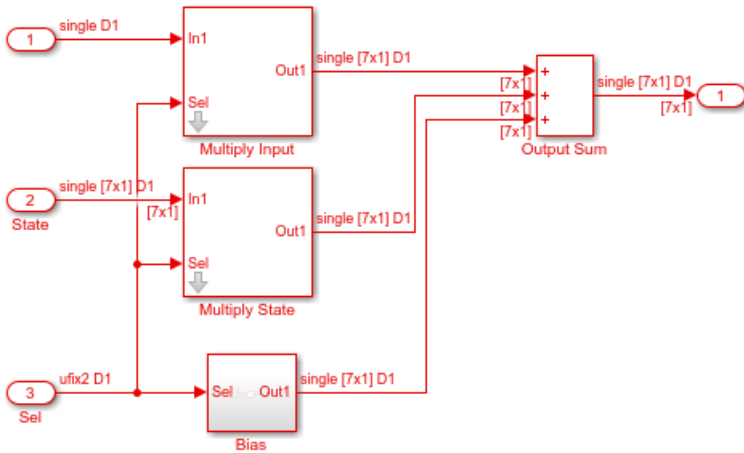 single D1
1
In1
single [7x1] D1
Out1
Sel
Multiply Input
[7x1]
+
[7x1]
+
[7x1]
+
Output Sum
single [7x1] D1
[7x1]
1
single [7x1] D1
2
State
[7x1]
In1
single [7x1] D1
Out1
Sel
Multiply State
ufix2 D1
3
Sel
Sel
Out1
single [7x1] D1
Bias